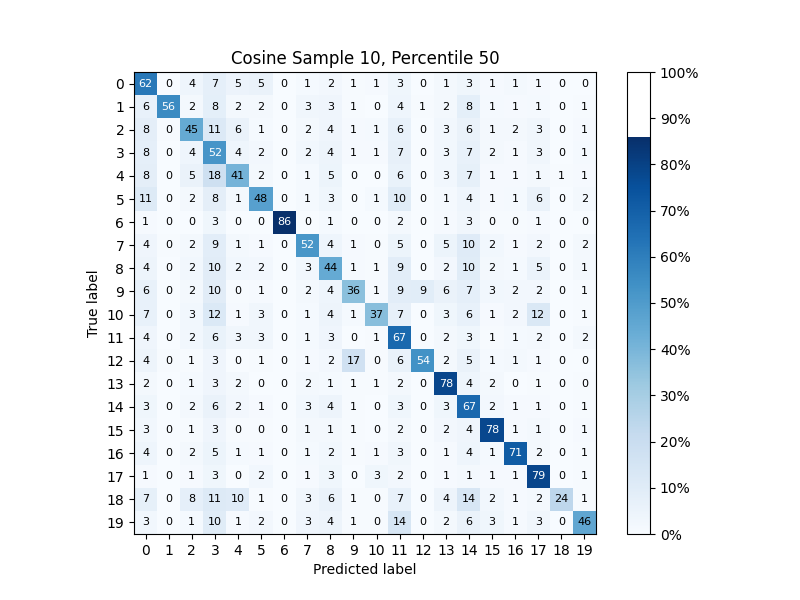 Cosine Sample 10, Percentile 50
0 62 0 4 7 5 5 0 1 2 1 1 3 0 1 3 1 1 1 0 0
1 6 56 2 8 2 2 0 3 3 1 0 4 1 2 8 1 1 1 0 1
2 8 0 45 11 6 1 0 2 4 1 1 6 0 3 6 1 2 3 0 1
3 8 0 4 52 4 2 0 2 4 1 1 7 0 3 7 2 1 3 0 1
4 8 0 5 18 41 2 0 1 5 0 0 6 0 3 7 1 1 1 1 1
5 11 0 2 8 1 48 0 1 3 0 1 10 0 1 4 1 1 6 0 2
6 1 0 0 3 0 0 86 0 1 0 0 2 0 1 3 0 0 1 0 0
7 4 0 2 9 1 1 0 52 4 1 0 5 0 5 10 2 1 2 0 2
8 4 0 2 10 2 2 0 3 44 1 1 9 0 2 10 2 1 5 0 1
9 6 0 2 10 0 1 0 2 4 36 1 9 9 6 7 3 2 2 0 1
10 7 0 3 12 1 3 0 1 4 1 37 7 0 3 6 1 2 12 0 1
11 4 0 2 6 3 3 0 1 3 0 1 67 0 2 3 1 1 2 0 2
12 4 0 1 3 0 1 0 1 2 17 0 6 54 2 5 1 1 1 0 1
13 2 0 1 3 2 0 0 2 1 1 1 2 0 78 4 2 0 1 0 0
14 3 0 2 6 2 1 0 3 4 1 0 3 0 3 67 2 1 1 0 1
15 3 0 1 3 0 0 0 1 1 1 0 2 0 2 4 78 1 1 0 1
16 4 0 2 5 1 1 0 1 2 1 1 3 0 1 4 1 71 2 0 1
17 1 0 1 3 0 2 0 1 3 0 3 2 0 1 1 1 1 79 0 1
18 7 0 8 11 10 1 0 3 6 1 0 7 0 4 14 2 1 2 24 1
19 3 0 1 10 1 2 0 3 4 1 0 14 0 2 6 3 1 3 0 46
0 1 2 3 4 5 6 7 8 9 10 11 12 13 14 15 16 17 18 19
Predicted label
True label
100%
90%
80%
70%
60%
50%
40%
30%
20%
10%
0%